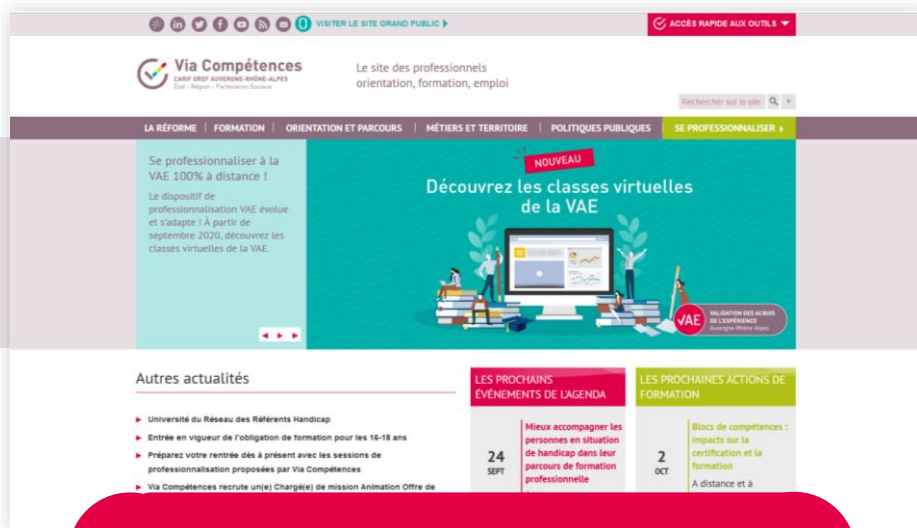 VISITER LE SITE GRAND PUBLIC
ACCÈS RAPIDE AUX OUTILS
Via Compétences
CARIF OREF AUVERGNE-RHÔNE-ALPES
État - Région - Partenaires Sociaux
Le site des professionnels
orientation, formation, emploi
Rechercher sur le site
+
LA RÉFORME | FORMATION | ORIENTATION ET PARCOURS | MÉTIERS ET TERRITOIRE | POLITIQUES PUBLIQUES | SE PROFESSIONNALISER
Se professionnaliser à la
VAE 100% à distance !
Le dispositif de
professionnalisation VAE évolue
et s'adapte ! À partir de
septembre 2020, découvrez les
classes virtuelles de la VAE.
NOUVEAU
Découvrez les classes virtuelles
de la VAE
VAE
VALIDATION DES ACQUIS
DE L'EXPÉRIENCE
Auvergne-Rhône-Alpes
Autres actualités
Université du Réseau des Référents Handicap
Entrée en vigueur de l'obligation de formation pour les 16-18 ans
Préparez votre rentrée dès à présent avec les sessions de
professionnalisation proposées par Via Compétences
Via Compétences recrute un(e) Chargé(e) de mission Animation Offre de
LES PROCHAINS
ÉVÉNEMENTS DE L'AGENDA
24
SEPT
Mieux accompagner les
personnes en situation
de handicap dans leur
parcours de formation
professionnelle
LES PROCHAINES ACTIONS DE
FORMATION
2
OCT
Blocs de compétences :
impacts sur la
certification et la
formation
A distance et à